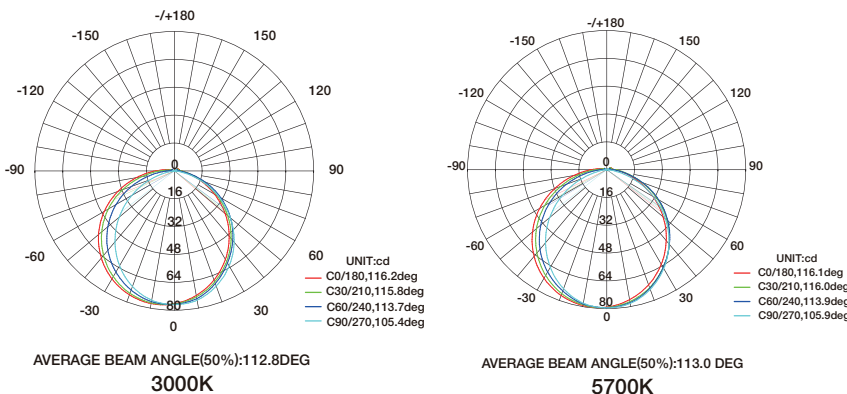 -/+180
-150
150
-120
120
-90
90
-60
60
-30
30
0
0
16
32
48
64
80
UNIT:cd
C0/180,116.2deg
C30/210,115.8deg
C60/240,113.7deg
C90/270,105.4deg
AVERAGE BEAM ANGLE(50%):112.8DEG
3000K
-/+180
-150
150
-120
120
-90
90
-60
60
-30
30
0
0
16
32
48
64
80
UNIT:cd
C0/180,116.1deg
C30/210,116.0deg
C60/240,113.9deg
C90/270,105.9deg
AVERAGE BEAM ANGLE(50%):113.0 DEG
5700K